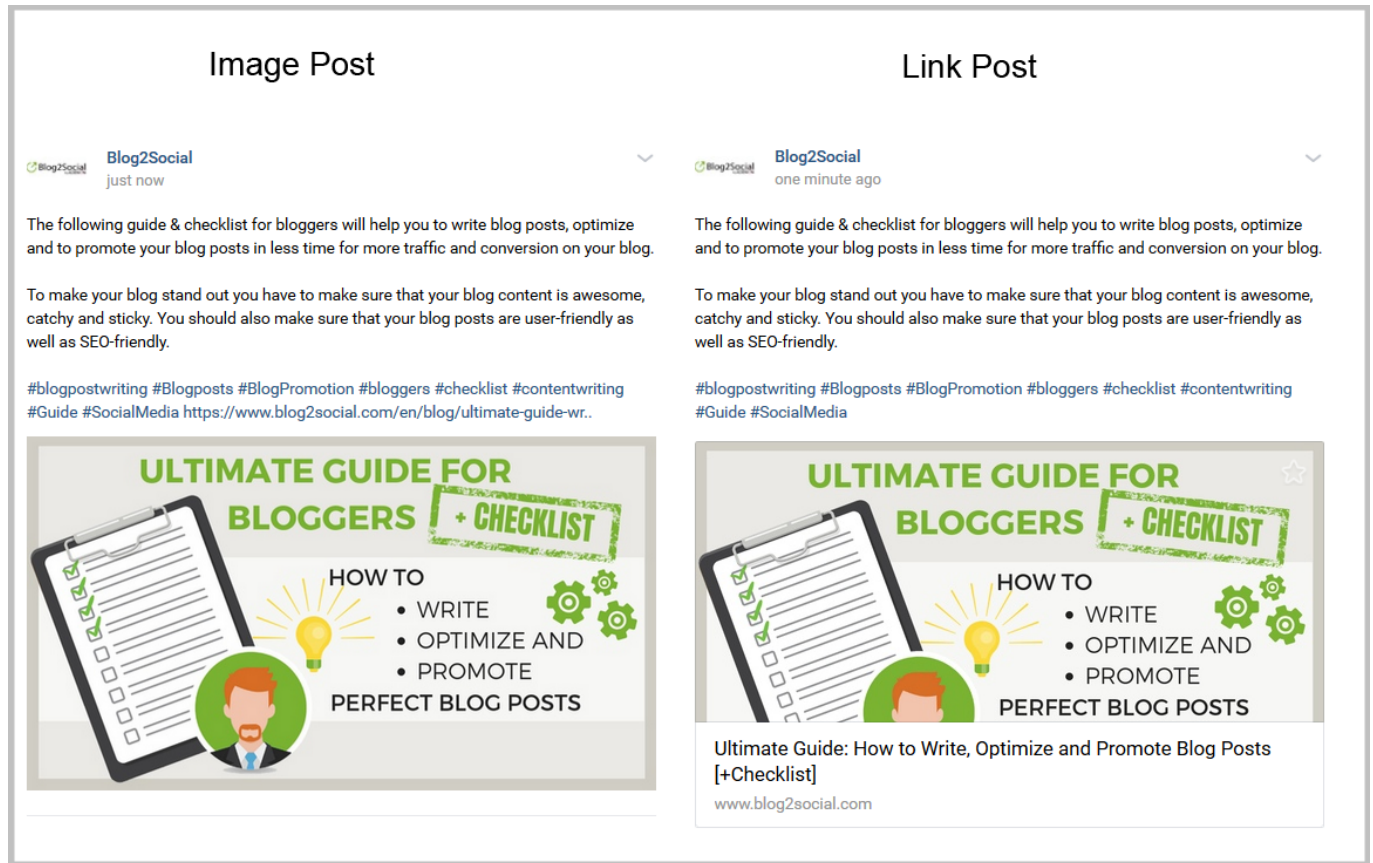 Image Post
Blog2Social
Blog2Social
just now
The following guide & checklist for bloggers will help you to write blog posts, optimize
and to promote your blog posts in less time for more traffic and conversion on your blog.
To make your blog stand out you have to make sure that your blog content is awesome,
catchy and sticky. You should also make sure that your blog posts are user-friendly as
well as SEO-friendly.
#blogpostwriting #Blogposts #BlogPromotion #bloggers #checklist #contentwriting
#Guide #SocialMedia https://www.blog2social.com/en/blog/ultimate-guide-wr..
ULTIMATE GUIDE FOR
BLOGGERS + CHECKLIST
HOW TO
• WRITE
• OPTIMIZE AND
• PROMOTE
PERFECT BLOG POSTS
Link Post
Blog2Social
Blog2Social
one minute ago
The following guide & checklist for bloggers will help you to write blog posts, optimize
and to promote your blog posts in less time for more traffic and conversion on your blog.
To make your blog stand out you have to make sure that your blog content is awesome,
catchy and sticky. You should also make sure that your blog posts are user-friendly as
well as SEO-friendly.
#blogpostwriting #Blogposts #BlogPromotion #bloggers #checklist #contentwriting
#Guide #SocialMedia
ULTIMATE GUIDE FOR
BLOGGERS + CHECKLIST
HOW TO
• WRITE
• OPTIMIZE AND
• PROMOTE
PERFECT BLOG POSTS
Ultimate Guide: How to Write, Optimize and Promote Blog Posts
[+Checklist]
www.blog2social.com